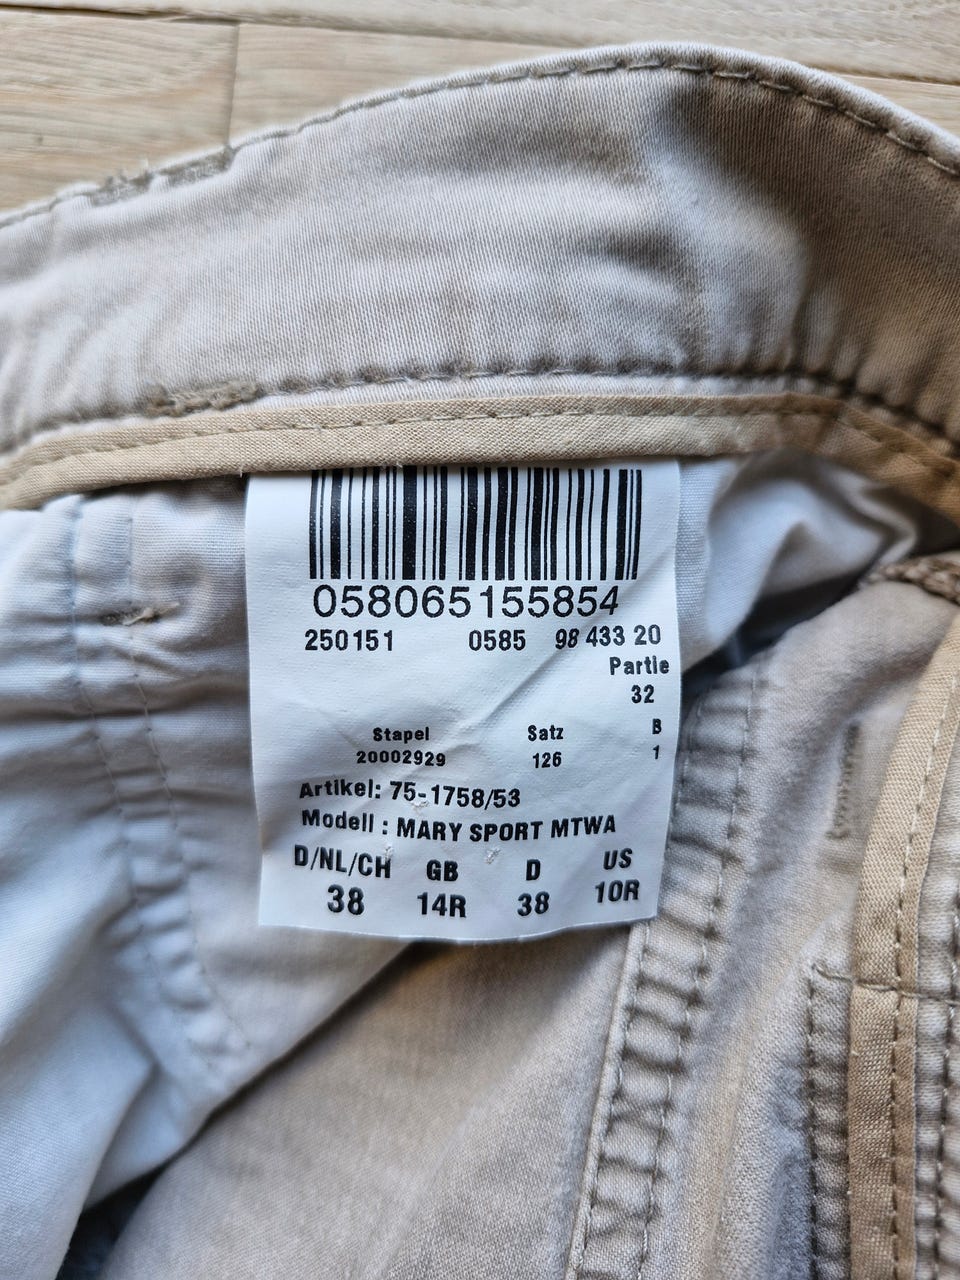 058065155854
250151 0585 98 433 20
Partie
32
Stapel Satz B
20002929 126 1
Artikel: 75-1758/53
Modell : MARY SPORT MTWA
D/NL/CH GB D US
38 14R 38 10R